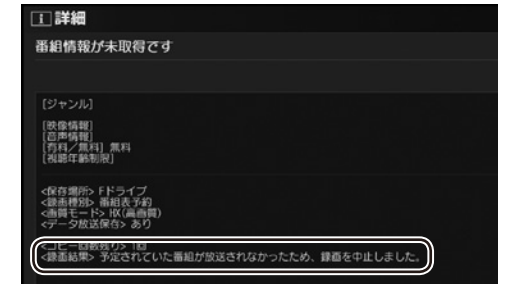 i 詳細
番組情報が未取得です
[ジャンル]
[映像情報]
[音声情報]
[有料/無料] 無料
[視聴年齢制限]
<保存場所> Fドライブ
<録画種別> 番組表予約
<画質モード> HX(高画質)
<データ放送保存> あり
<コピー回数残り> 1回
<録画結果> 予定されていた番組が放送されなかったため、録画を中止しました。